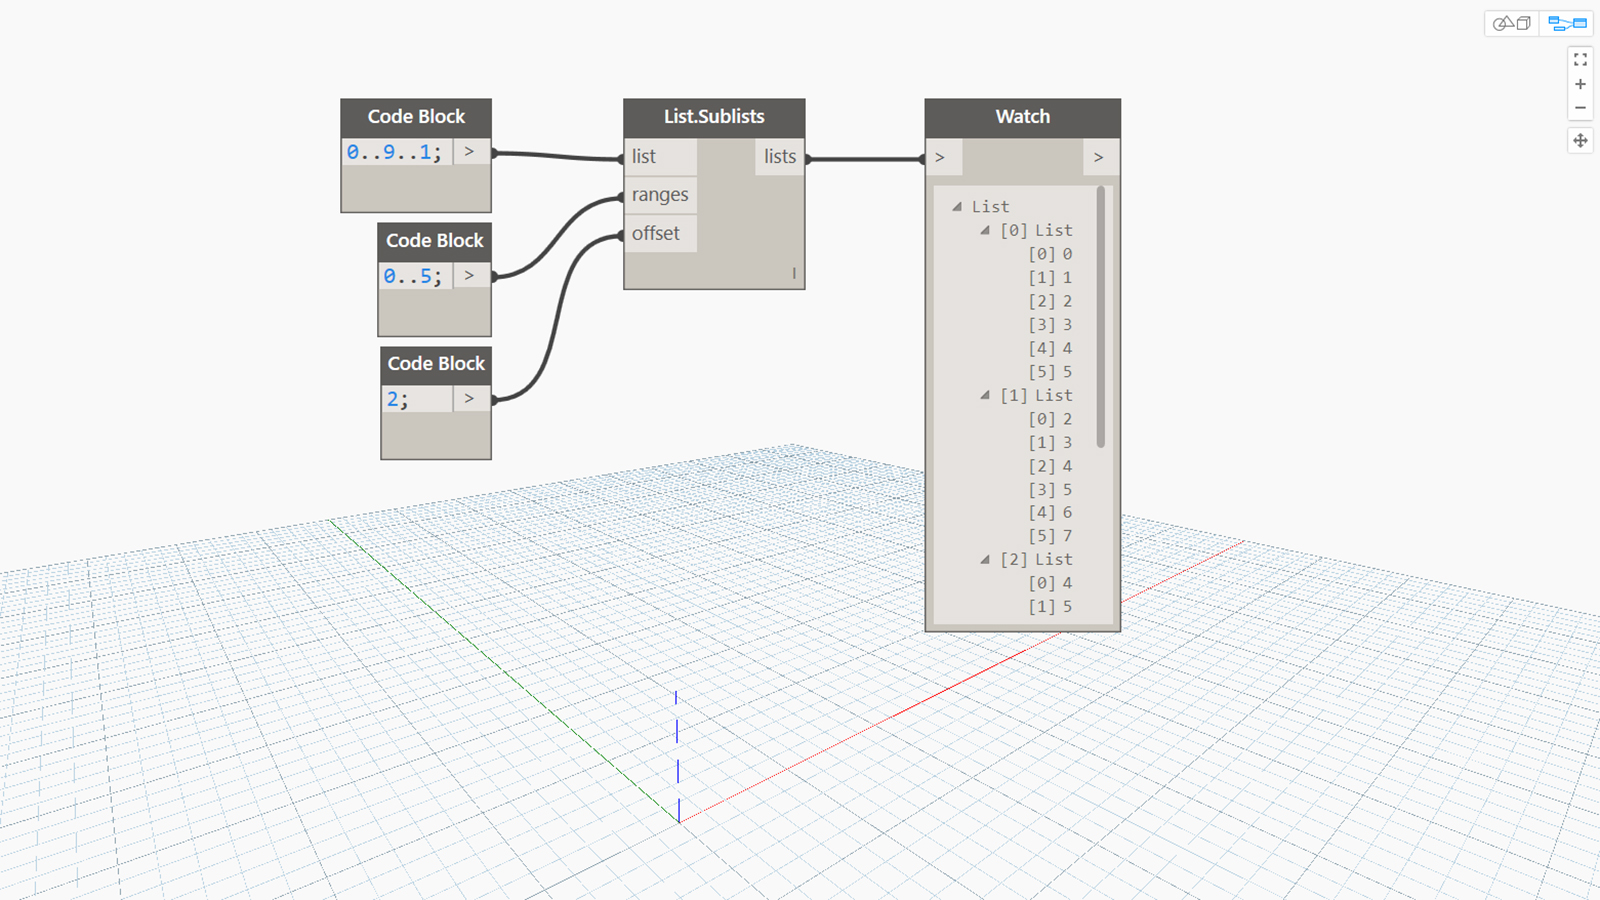 Code Block
0..9..1; >
Code Block
0..5; >
Code Block
2; >
List.Sublists
list lists
ranges
offset
l
Watch
> >
List
[0] List
[0] 0
[1] 1
[2] 2
[3] 3
[4] 4
[5] 5
[1] List
[0] 2
[1] 3
[2] 4
[3] 5
[4] 6
[5] 7
[2] List
[0] 4
[1] 5